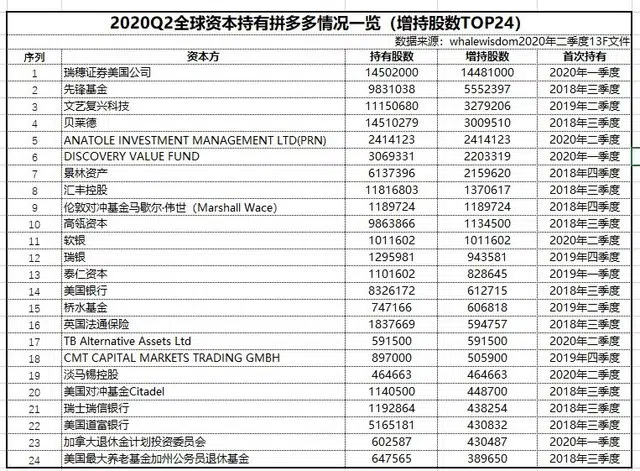 2020Q2全球资本持有拼多多情况一览（增持股数TOP24）
数据来源：whalewisdom2020年二季度13F文件
序列 资本方 持有股数 增持股数 首次持有
1 瑞穗证券美国公司 14502000 14481000 2020年一季度
2 先锋基金 9831038 5552397 2018年三季度
3 文艺复兴科技 11150680 3279206 2019年二季度
4 贝莱德 14510279 3009510 2018年三季度
5 ANATOLE INVESTMENT MANAGEMENT LTD(PRN) 2414123 2414123 2020年二季度
6 DISCOVERY VALUE FUND 3069331 2203319 2020年一季度
7 景林资产 6137396 2159620 2018年四季度
8 汇丰控股 11816803 1370617 2018年三季度
9 伦敦对冲基金马歇尔·伟世（Marshall Wace） 1189724 1189724 2018年四季度
10 高瓴资本 9863866 1134500 2018年三季度
11 软银 1011602 1011602 2020年二季度
12 瑞银 1295981 943581 2019年一季度
13 泰仁资本 1101602 828645 2019年一季度
14 美国银行 8326172 612715 2018年三季度
15 桥水基金 747166 606818 2019年二季度
16 英国法通保险 1837669 594757 2018年三季度
17 TB Alternative Assets Ltd 591500 591500 2020年二季度
18 CMT CAPITAL MARKETS TRADING GMBH 897000 505900 2019年四季度
19 淡马锡控股 464663 464663 2020年二季度
20 美国对冲基金Citadel 1140500 448700 2018年三季度
21 瑞士瑞信银行 1192864 438254 2018年三季度
22 美国道富银行 5165181 430832 2018年三季度
23 加拿大退休金计划投资委员会 602587 430487 2020年一季度
24 美国最大养老基金加州公务员退休基金 647565 389650 2018年三季度